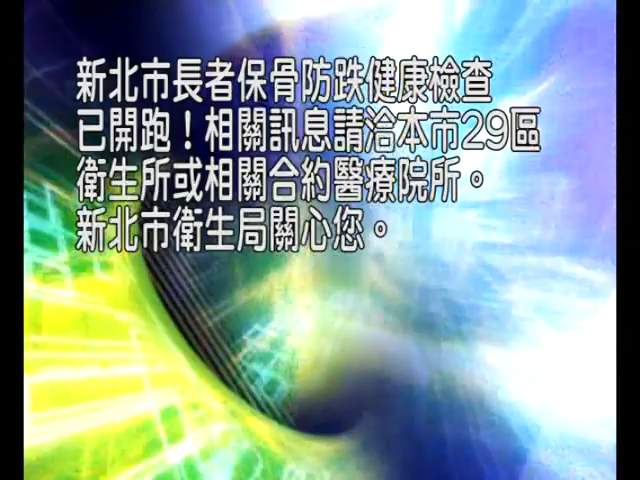 新北市長者保骨防跌健康檢查
已開跑！相關訊息請洽本市29區
衛生所或相關合約醫療院所。
新北市衛生局關心您。